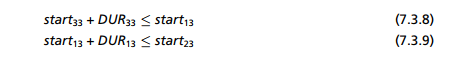 start₃₃ + DUR₃₃ ≤ start₁₃ (7.3.8)
start₁₃ + DUR₁₃ ≤ start₂₃ (7.3.9)